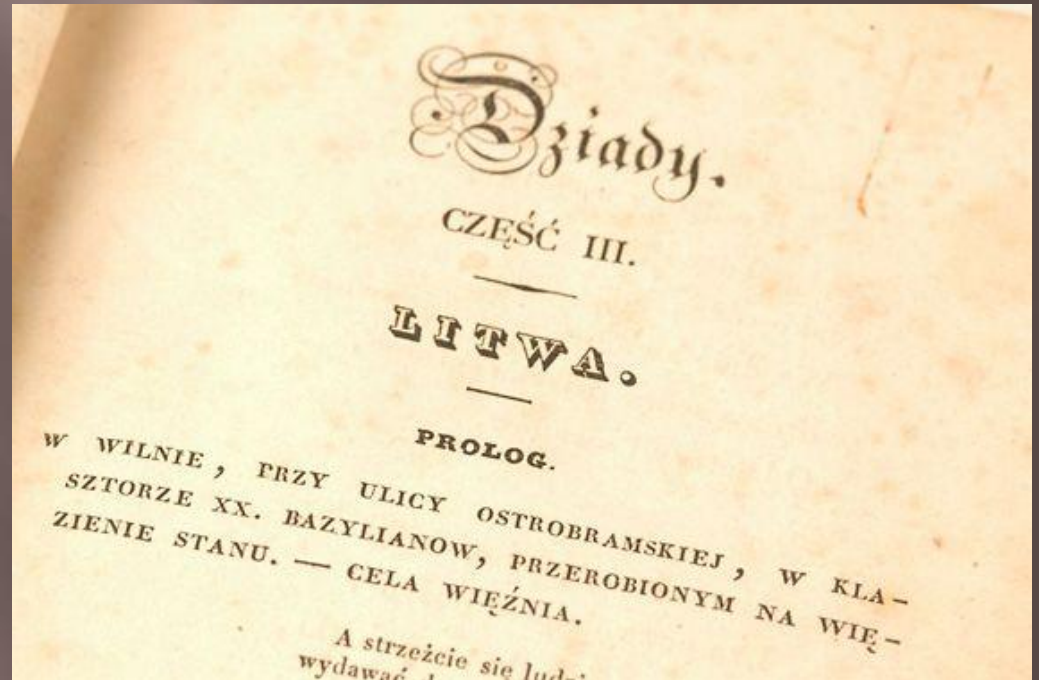 Dziady.
CZĘŚĆ III.
LITWA.
PROLOG.
W WILNIE, PRZY ULICY OSTROBRAMSKIEJ, W KLA–
SZTORZE XX. BAZYLIANOW, PRZEROBIONYM NA WIĘ–
ZIENIE STANU. — CELA WIĘŹNIA.
A strzeżcie się
wydawać